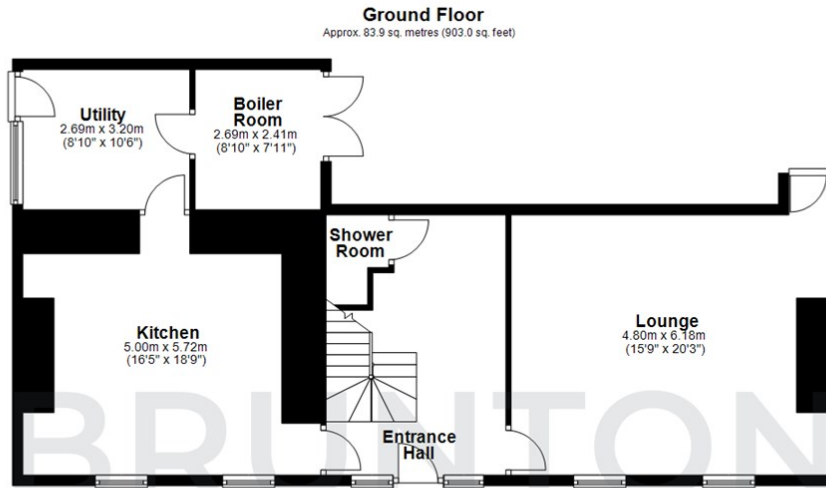 Ground Floor
Approx. 83.9 sq. metres (903.0 sq. feet)
Utility
2.69m x 3.20m
(8'10" x 10'6")
Boiler
Room
2.69m x 2.41m
(8'10" x 7'11")
Shower
Room
Kitchen
5.00m x 5.72m
(16'5" x 18'9")
Lounge
4.80m x 6.18m
(15'9" x 20'3")
Entrance
Hall
BRUNTON